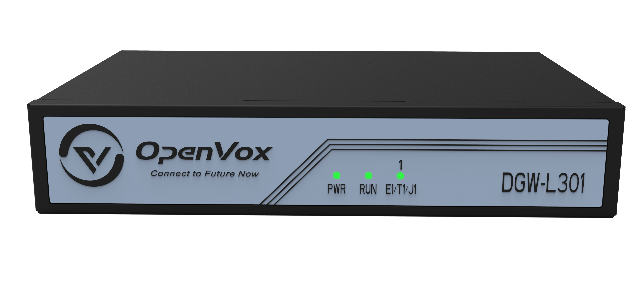 OpenVox
Connect to Future Now
1
PWR RUN E1/T1/J1
DGW-L301